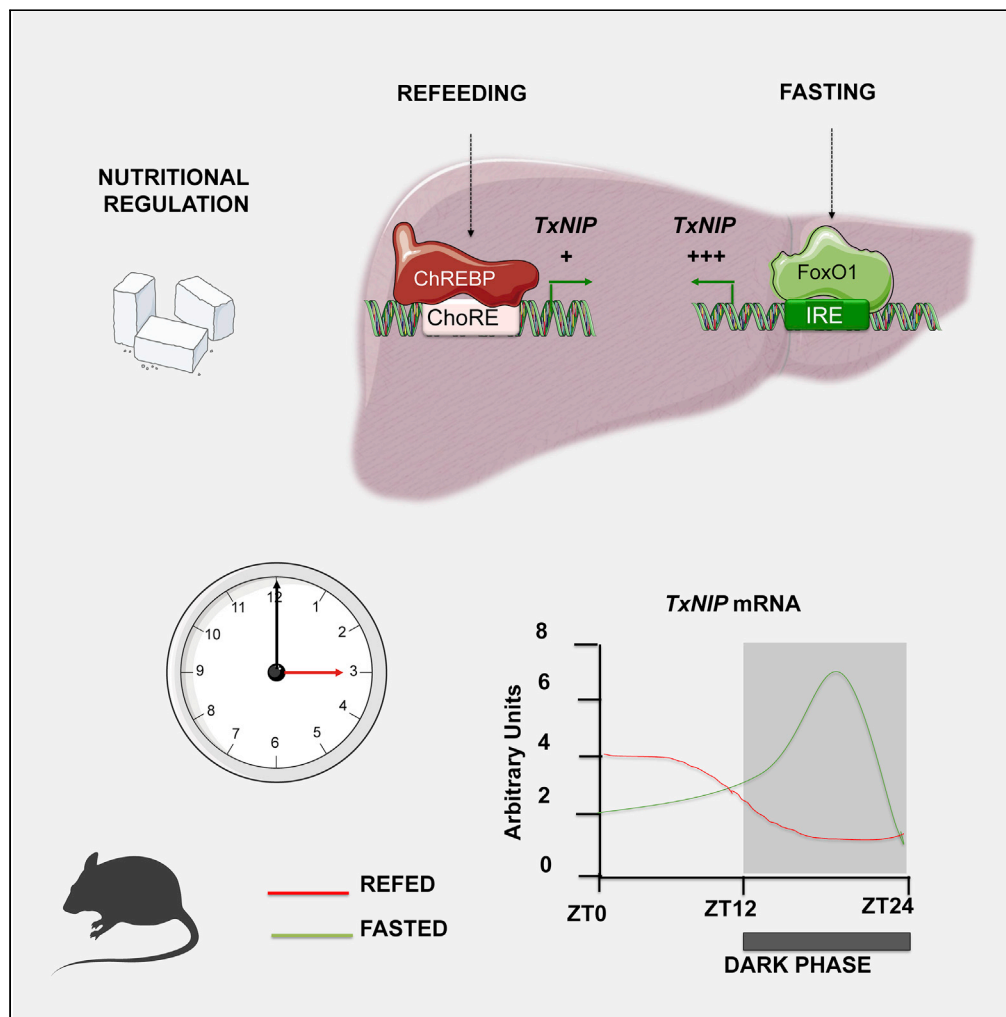 REFEEDING
FASTING
NUTRITIONAL
REGULATION
TxNIP
+
TxNIP
+++
ChREBP
ChoRE
FoxO1
IRE
12
1
2
3
4
5
6
7
8
9
10
11
TxNIP mRNA
Arbitrary Units
8
6
4
2
0
ZT0
ZT12
ZT24
DARK PHASE
REFED
FASTED